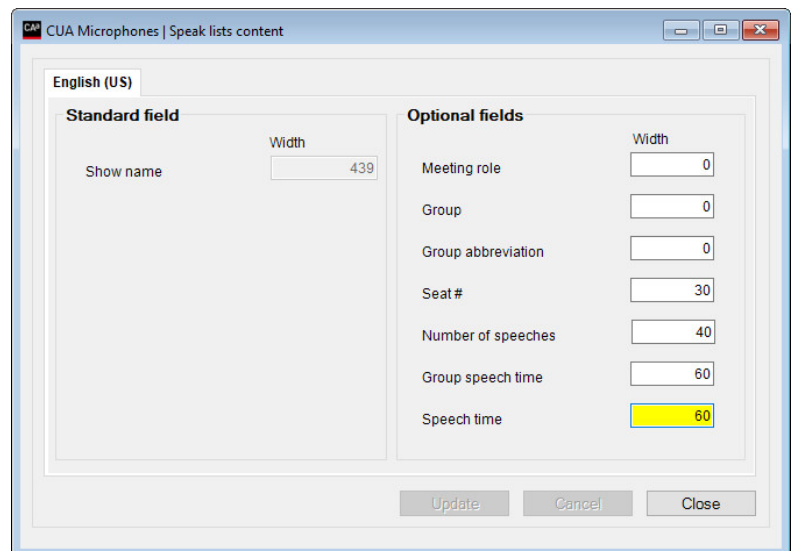 CUA Microphones | Speak lists content
English (US)
Standard field
Width
Show name 439
Optional fields
Width
Meeting role 0
Group 0
Group abbreviation 0
Seat # 30
Number of speeches 40
Group speech time 60
Speech time 60
Update Cancel Close